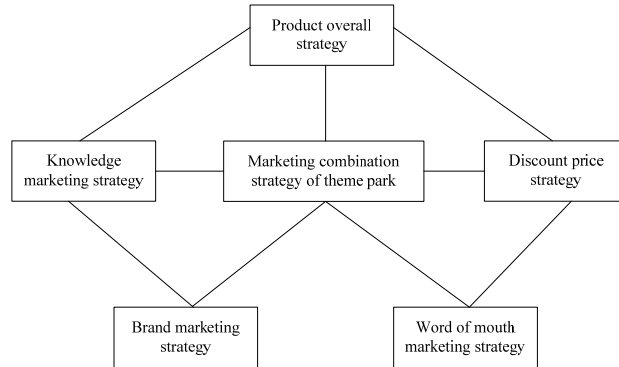 Product overall
strategy
Knowledge
marketing strategy
Marketing combination
strategy of theme park
Discount price
strategy
Brand marketing
strategy
Word of mouth
marketing strategy